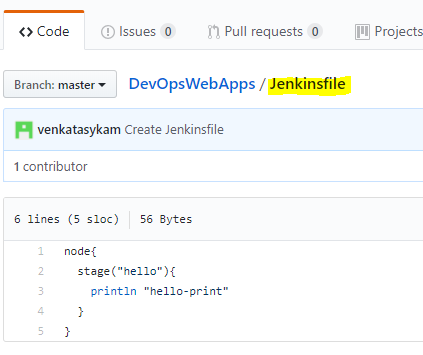 Code Issues 0 Pull requests 0 Projects
Branch: master DevOpsWebApps / Jenkinsfile
venkatasykam Create Jenkinsfile
1 contributor
6 lines (5 sloc) 56 Bytes
1 node{
2 stage("hello"){
3 println "hello-print"
4 }
5 }